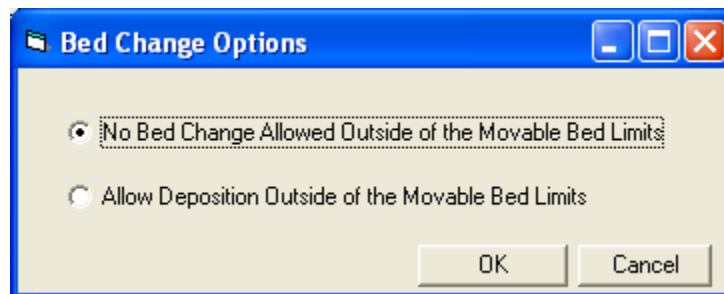 Bed Change Options
No Bed Change Allowed Outside of the Movable Bed Limits
Allow Deposition Outside of the Movable Bed Limits
OK Cancel